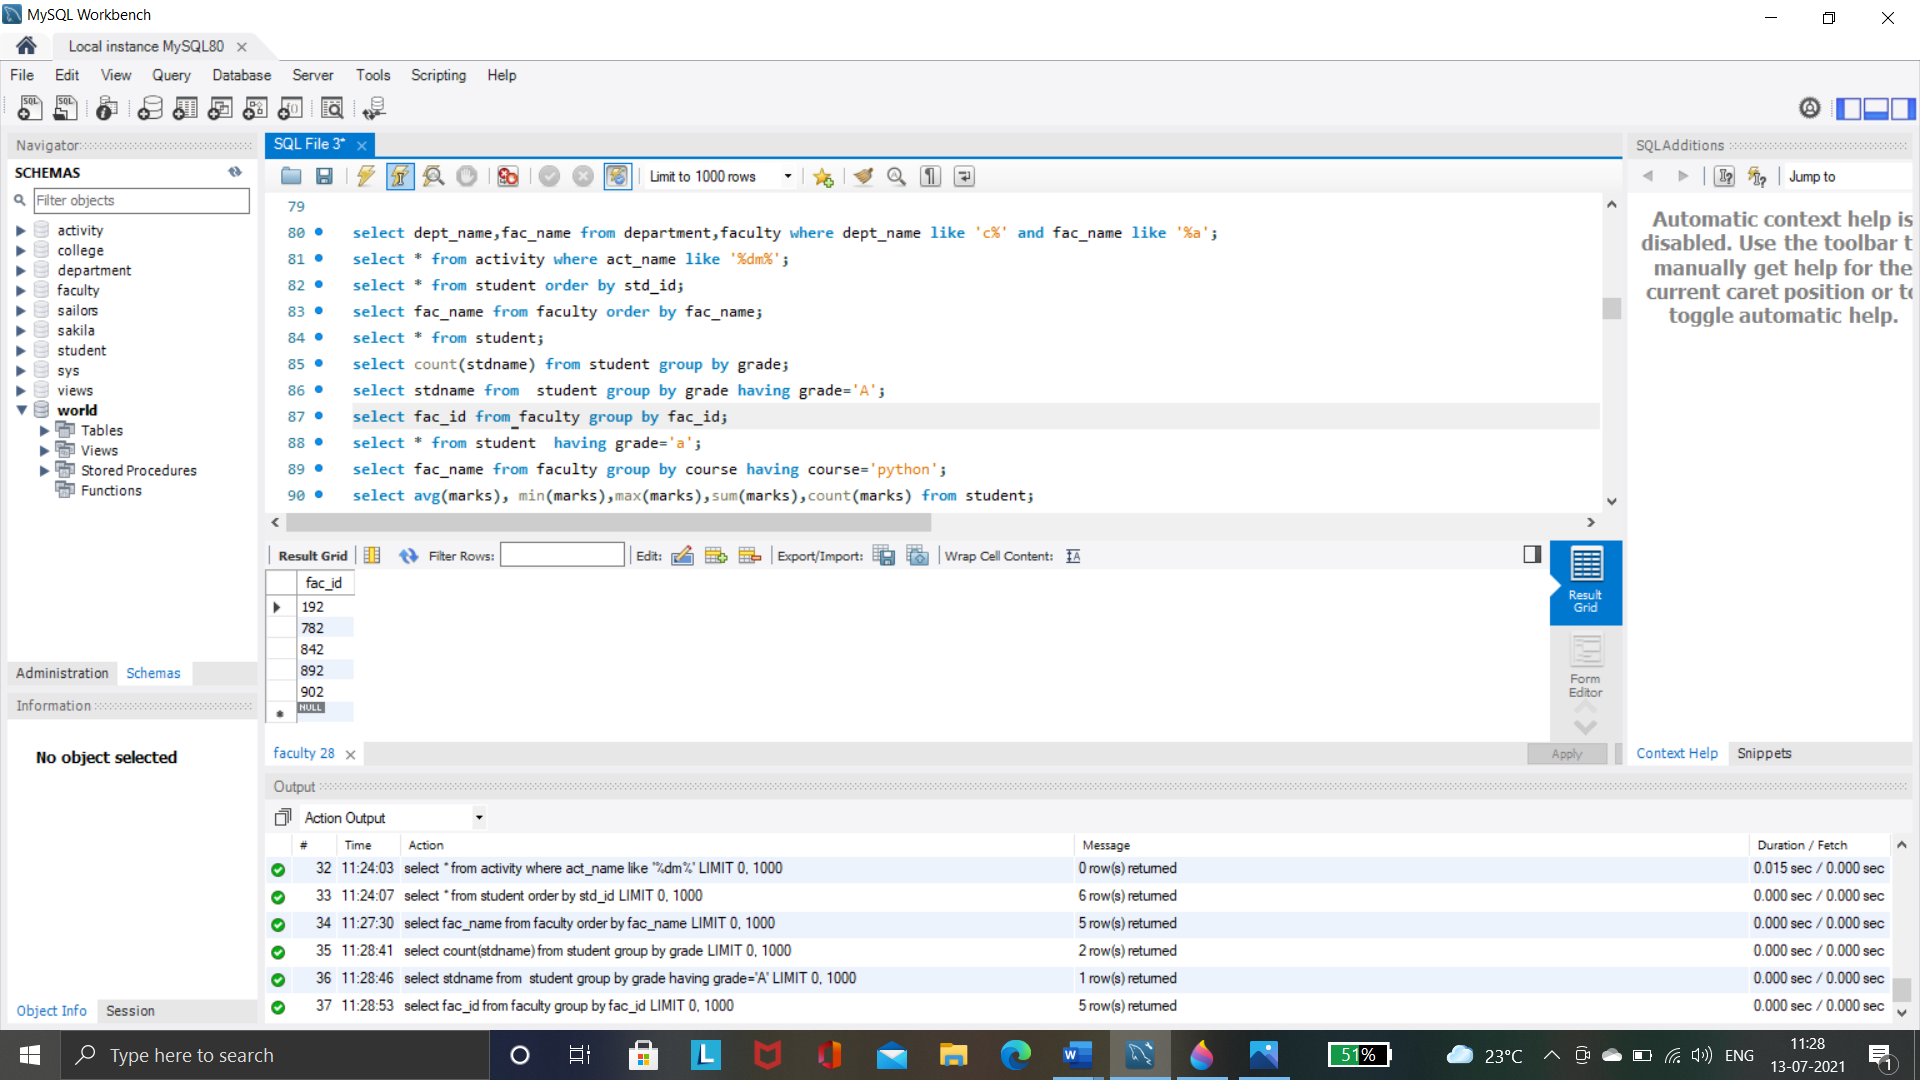 MySQL Workbench
Local instance MySQL80
File Edit View Query Database Server Tools Scripting Help
Navigator
SCHEMAS
Filter objects
activity
college
department
faculty
sailors
sakila
student
sys
views
world
Tables
Views
Stored Procedures
Functions
Administration Schemas
Information
No object selected
Object Info Session
SQL File 3*
Limit to 1000 rows
79
80 select dept_name,fac_name from department,faculty where dept_name like 'c%' and fac_name like '%a';
81 select * from activity where act_name like '%dm%';
82 select * from student order by std_id;
83 select fac_name from faculty order by fac_name;
84 select * from student;
85 select count(stdname) from student group by grade;
86 select stdname from  student group by grade having grade='A';
87 select fac_id from faculty group by fac_id;
88 select * from student  having grade='a';
89 select fac_name from faculty group by course having course='python';
90 select avg(marks), min(marks),max(marks),sum(marks),count(marks) from student;
Result Grid Filter Rows: Edit: Export/Import: Wrap Cell Content:
fac_id
192
782
842
892
902
NULL
Result Grid
Form Editor
faculty 28
Apply
SQLAdditions
Jump to
Automatic context help is
disabled. Use the toolbar t
manually get help for the
current caret position or to
toggle automatic help.
Context Help Snippets
Output
Action Output
# Time Action Message Duration / Fetch
32 11:24:03 select * from activity where act_name like '%dm%' LIMIT 0, 1000 0 row(s) returned 0.015 sec / 0.000 sec
33 11:24:07 select * from student order by std_id LIMIT 0, 1000 6 row(s) returned 0.000 sec / 0.000 sec
34 11:27:30 select fac_name from faculty order by fac_name LIMIT 0, 1000 5 row(s) returned 0.000 sec / 0.000 sec
35 11:28:41 select count(stdname) from student group by grade LIMIT 0, 1000 2 row(s) returned 0.000 sec / 0.000 sec
36 11:28:46 select stdname from  student group by grade having grade='A' LIMIT 0, 1000 1 row(s) returned 0.000 sec / 0.000 sec
37 11:28:53 select fac_id from faculty group by fac_id LIMIT 0, 1000 5 row(s) returned 0.000 sec / 0.000 sec
Type here to search
51%
23°C
ENG
11:28
13-07-2021
1